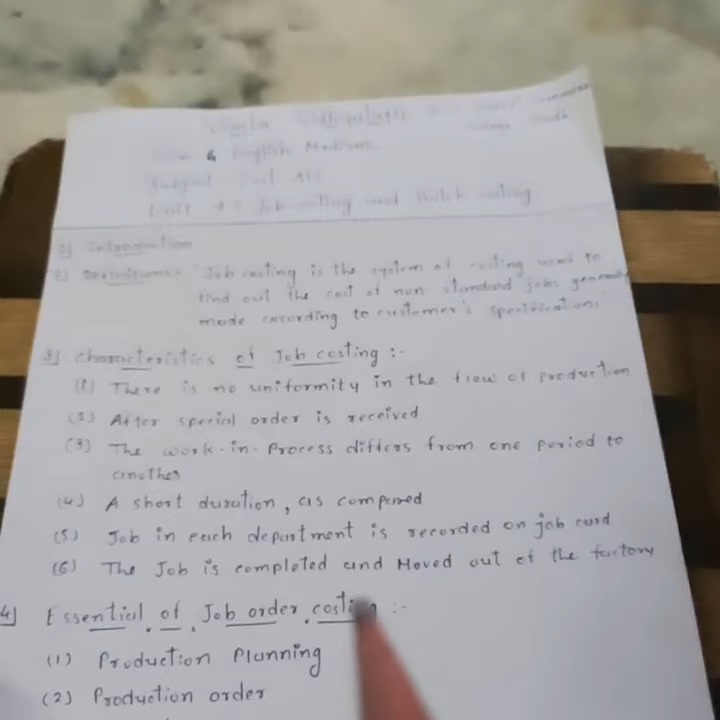 & English Medium
Unit 4 : Job costing and Batch costing
1) Introduction
2) Definition :- "Job costing is the system of costing used to
find out the cost of non standard jobs generally
made according to customer's specifications"
3] Characteristics of Job costing :-
(1) There is no uniformity in the flow of production
(2) After special order is received
(3) The work-in-Process differs from one period to
another
(4) A short duration, as compared
(5) Job in each department is recorded on job card
(6) The Job is completed and Moved out of the factory
4] Essential of Job order costing :-
(1) Production Planning
(2) Production order